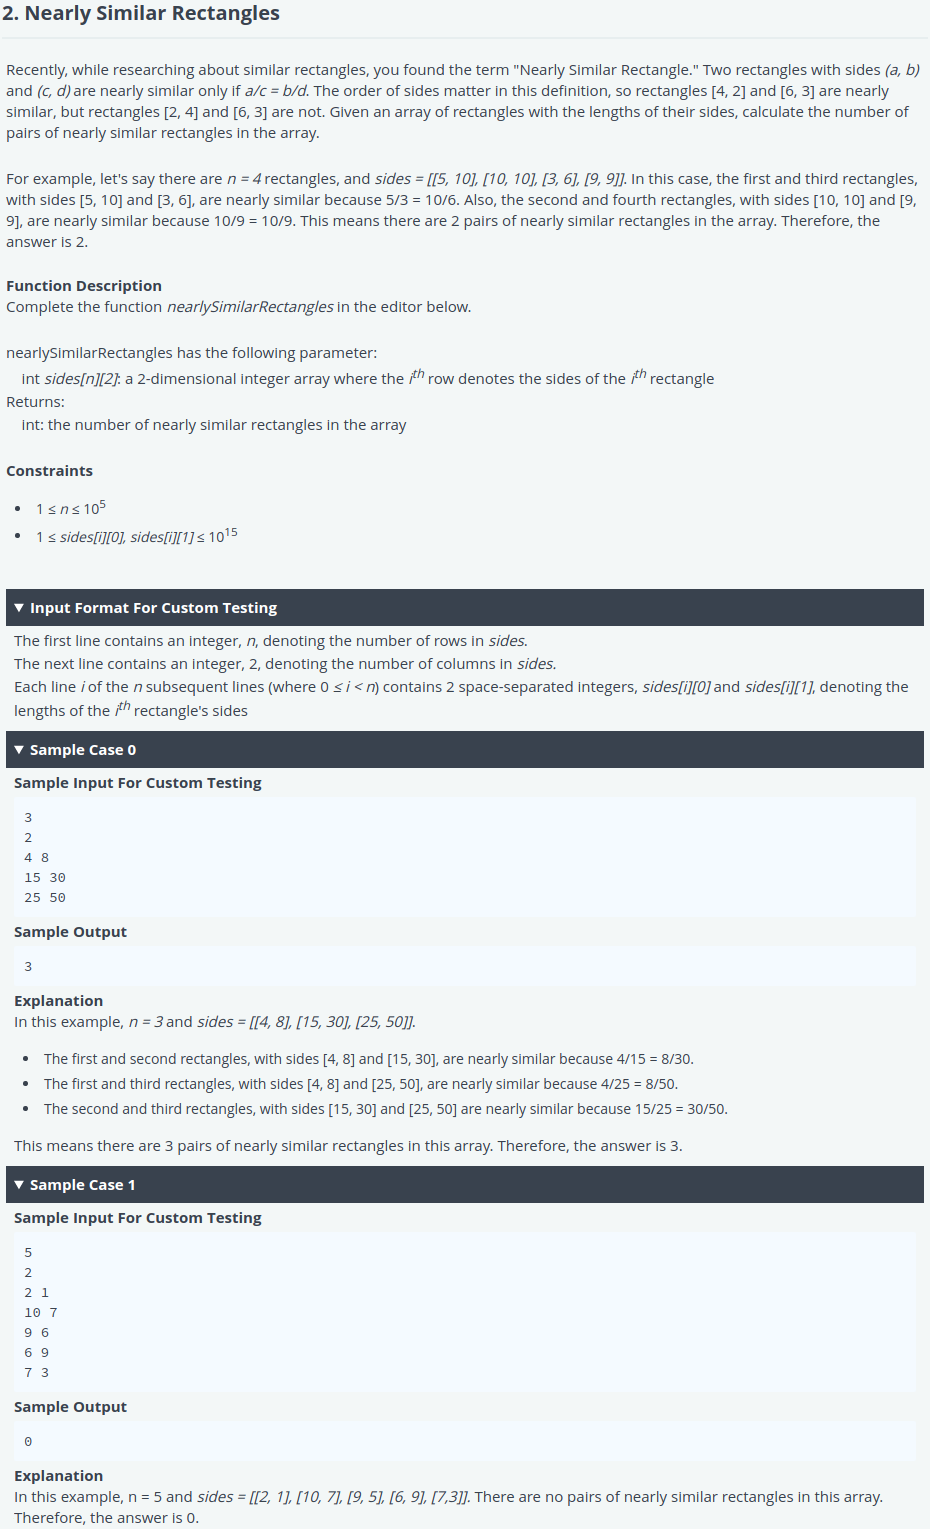 2. Nearly Similar Rectangles
Recently, while researching about similar rectangles, you found the term "Nearly Similar Rectangle." Two rectangles with sides (a, b)
and (c, d) are nearly similar only if a/c = b/d. The order of sides matter in this definition, so rectangles [4, 2] and [6, 3] are nearly
similar, but rectangles [2, 4] and [6, 3] are not. Given an array of rectangles with the lengths of their sides, calculate the number of
pairs of nearly similar rectangles in the array.
For example, let's say there are n = 4 rectangles, and sides = [[5, 10], [10, 10], [3, 6], [9, 9]]. In this case, the first and third rectangles,
with sides [5, 10] and [3, 6], are nearly similar because 5/3 = 10/6. Also, the second and fourth rectangles, with sides [10, 10] and [9,
9], are nearly similar because 10/9 = 10/9. This means there are 2 pairs of nearly similar rectangles in the array. Therefore, the
answer is 2.
Function Description
Complete the function nearlySimilarRectangles in the editor below.
nearlySimilarRectangles has the following parameter:
int sides[n][2]: a 2-dimensional integer array where the iᵗʰ row denotes the sides of the iᵗʰ rectangle
Returns:
int: the number of nearly similar rectangles in the array
Constraints
• 1 ≤ n ≤ 10⁵
• 1 ≤ sides[i][0], sides[i][1] ≤ 10¹⁵
▼ Input Format For Custom Testing
The first line contains an integer, n, denoting the number of rows in sides.
The next line contains an integer, 2, denoting the number of columns in sides.
Each line i of the n subsequent lines (where 0 ≤ i < n) contains 2 space-separated integers, sides[i][0] and sides[i][1], denoting the
lengths of the iᵗʰ rectangle's sides
▼ Sample Case 0
Sample Input For Custom Testing
3
2
4 8
15 30
25 50
Sample Output
3
Explanation
In this example, n = 3 and sides = [[4, 8], [15, 30], [25, 50]].
• The first and second rectangles, with sides [4, 8] and [15, 30], are nearly similar because 4/15 = 8/30.
• The first and third rectangles, with sides [4, 8] and [25, 50], are nearly similar because 4/25 = 8/50.
• The second and third rectangles, with sides [15, 30] and [25, 50] are nearly similar because 15/25 = 30/50.
This means there are 3 pairs of nearly similar rectangles in this array. Therefore, the answer is 3.
▼ Sample Case 1
Sample Input For Custom Testing
5
2
2 1
10 7
9 6
6 9
7 3
Sample Output
0
Explanation
In this example, n = 5 and sides = [[2, 1], [10, 7], [9, 5], [6, 9], [7,3]]. There are no pairs of nearly similar rectangles in this array.
Therefore, the answer is 0.